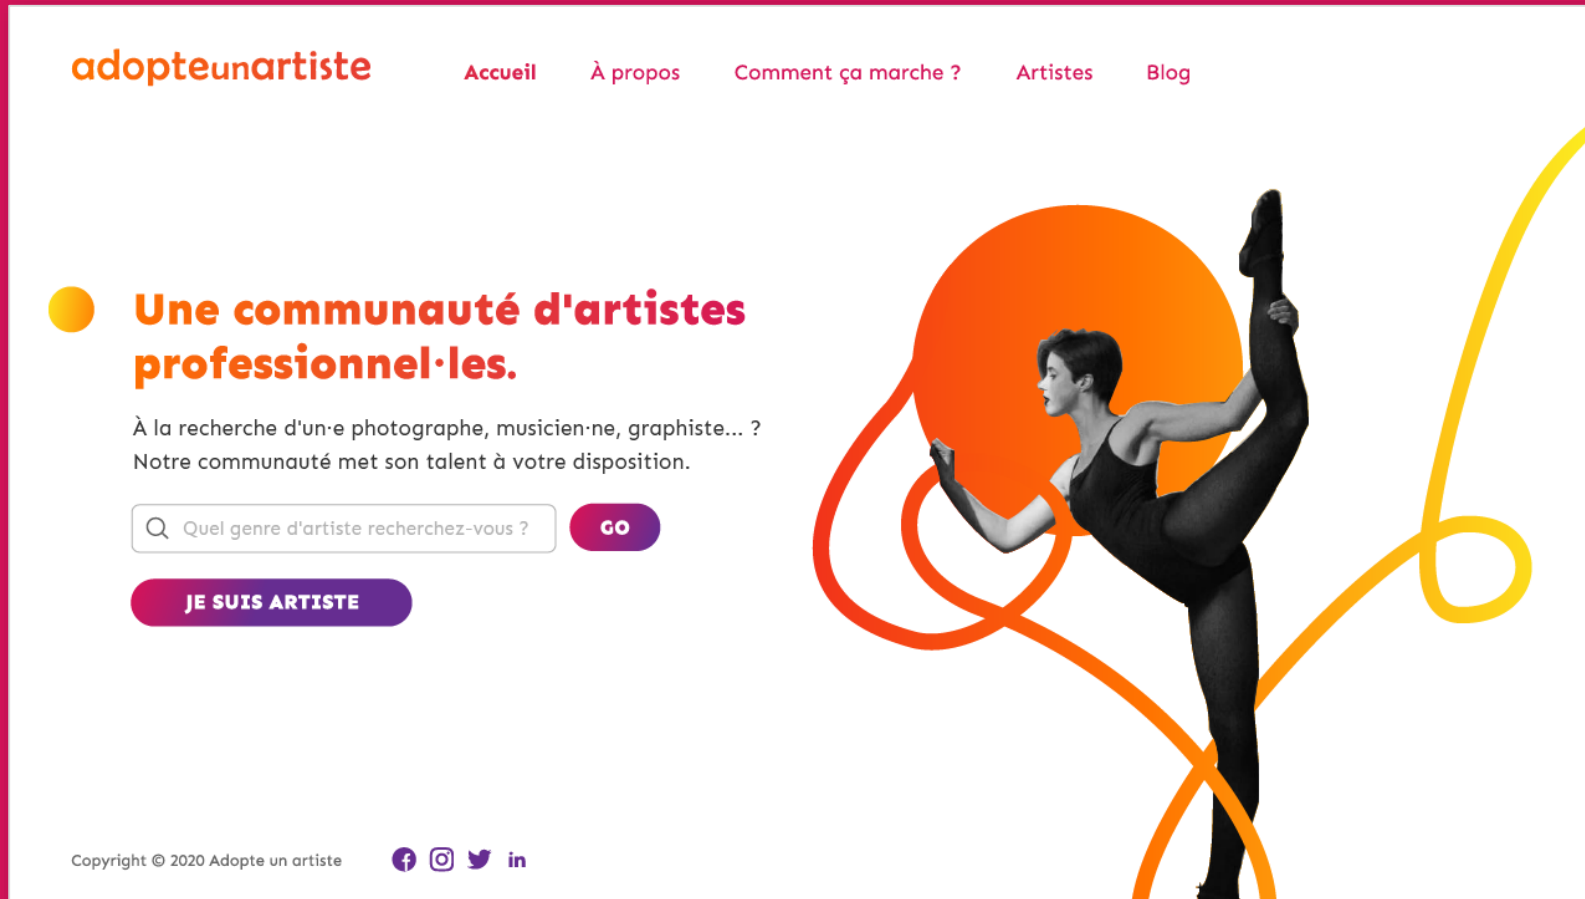 adopteunartiste
Accueil
À propos
Comment ça marche ?
Artistes
Blog
Une communauté d'artistes
professionnel·les.
À la recherche d'un·e photographe, musicien·ne, graphiste... ?
Notre communauté met son talent à votre disposition.
Quel genre d'artiste recherchez-vous ?
GO
JE SUIS ARTISTE
Copyright © 2020 Adopte un artiste
in